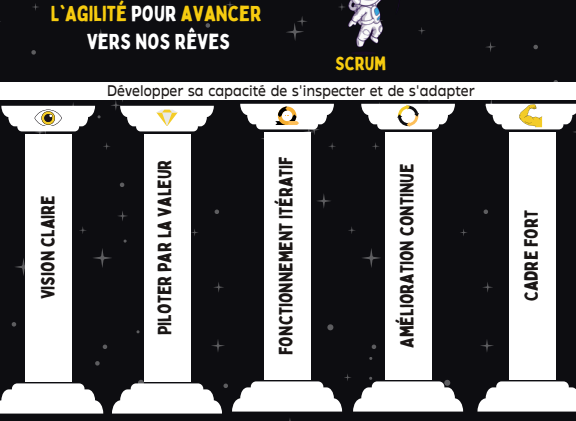 L'AGILITÉ POUR AVANCER
VERS NOS RÊVES
SCRUM
Développer sa capacité de s'inspecter et de s'adapter
VISION CLAIRE
PILOTER PAR LA VALEUR
FONCTIONNEMENT ITÉRATIF
AMÉLIORATION CONTINUE
CADRE FORT